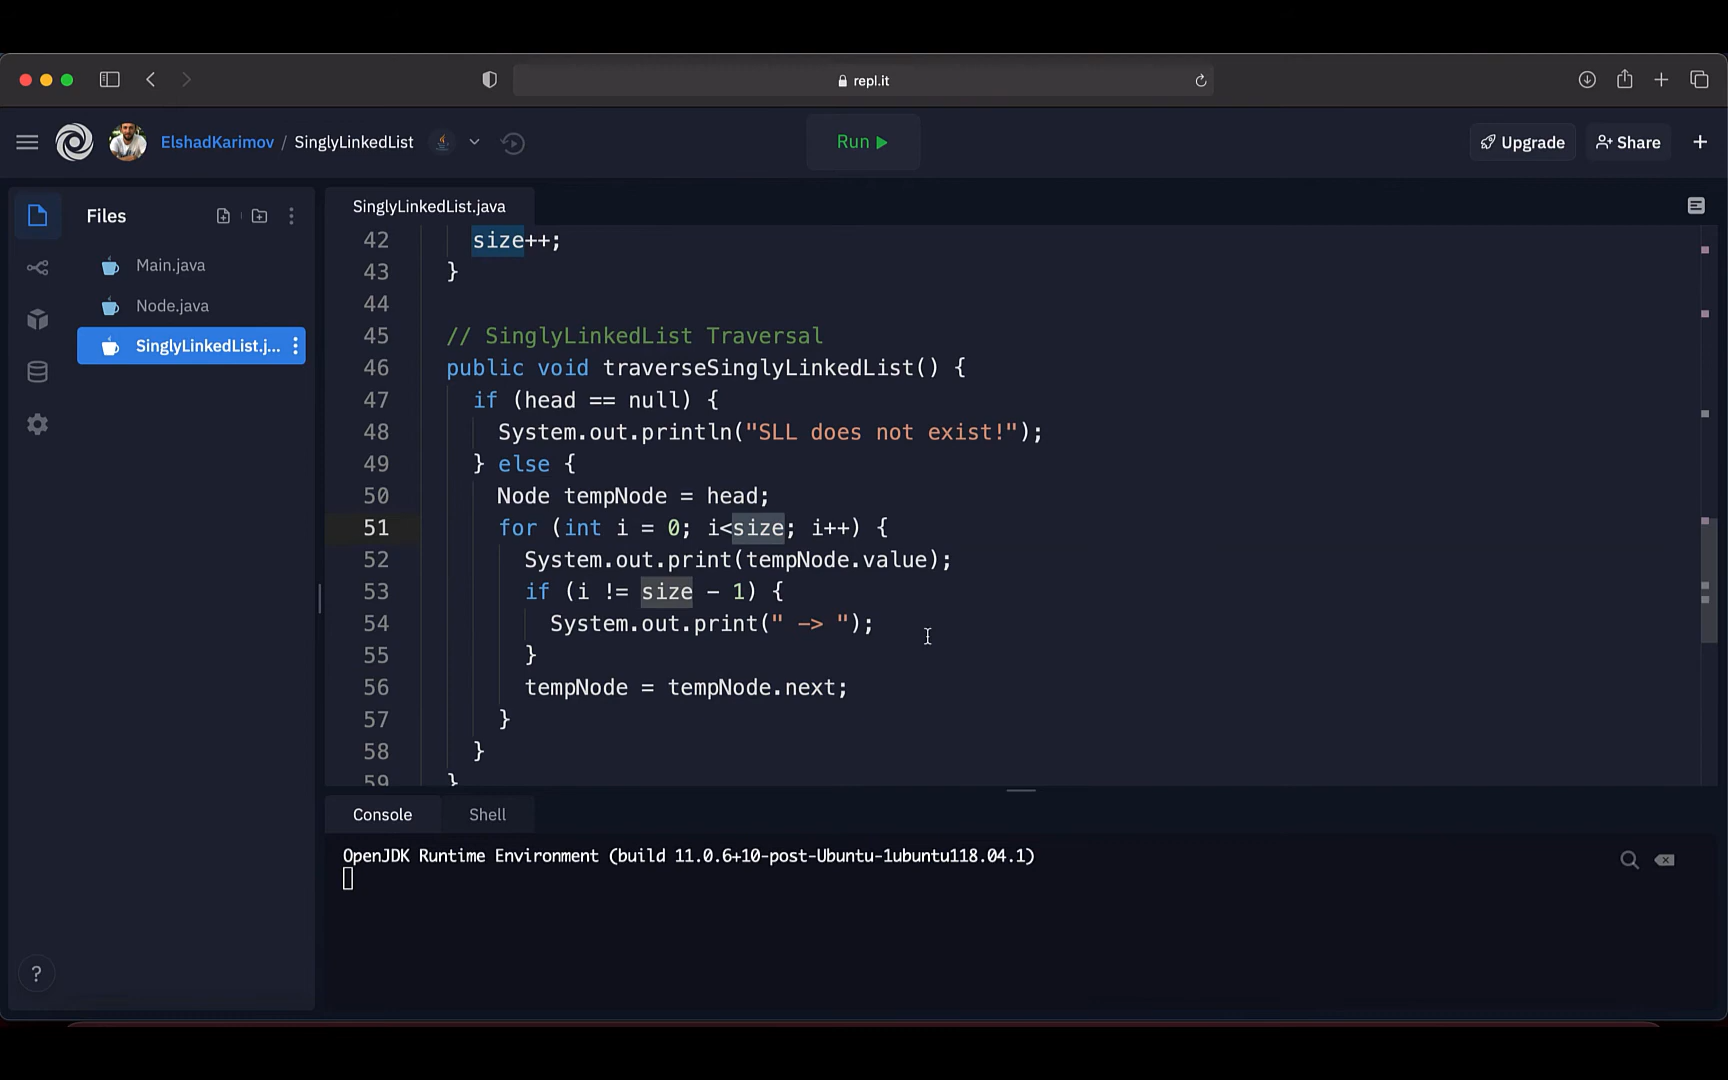 repl.it
ElshadKarimov / SinglyLinkedList
Run
Upgrade
Share
Files
Main.java
Node.java
SinglyLinkedList.j...
SinglyLinkedList.java
42 size++;
43 }
44
45 // SinglyLinkedList Traversal
46 public void traverseSinglyLinkedList() {
47 if (head == null) {
48 System.out.println("SLL does not exist!");
49 } else {
50 Node tempNode = head;
51 for (int i = 0; i<size; i++) {
52 System.out.print(tempNode.value);
53 if (i != size - 1) {
54 System.out.print(" -> ");
55 }
56 tempNode = tempNode.next;
57 }
58 }
59 }
Console Shell
OpenJDK Runtime Environment (build 11.0.6+10-post-Ubuntu-1ubuntu118.04.1)
?